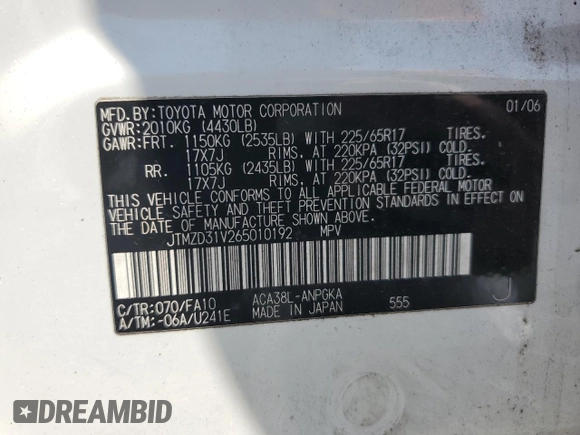 MFD.BY:TOYOTA MOTOR CORPORATION 01/06
GVWR:2010KG (4430LB)
GAWR:FRT. 1150KG (2535LB) WITH 225/65R17 TIRES.
17X7J RIMS, AT 220KPA (32PSI) COLD.
RR. 1105KG (2435LB) WITH 225/65R17 TIRES.
17X7J RIMS, AT 220KPA (32PSI) COLD.
THIS VEHICLE CONFORMS TO ALL APPLICABLE FEDERAL MOTOR
VEHICLE SAFETY AND THEFT PREVENTION STANDARDS IN EFFECT ON
THE DATE OF MANUFACTURE SHOWN ABOVE.
JTMZD31V265010192 MPV
C/TR:070/FA10 ACA38L-ANPGKA
A/TM:-06A/U241E MADE IN JAPAN 555 J
DREAMBID